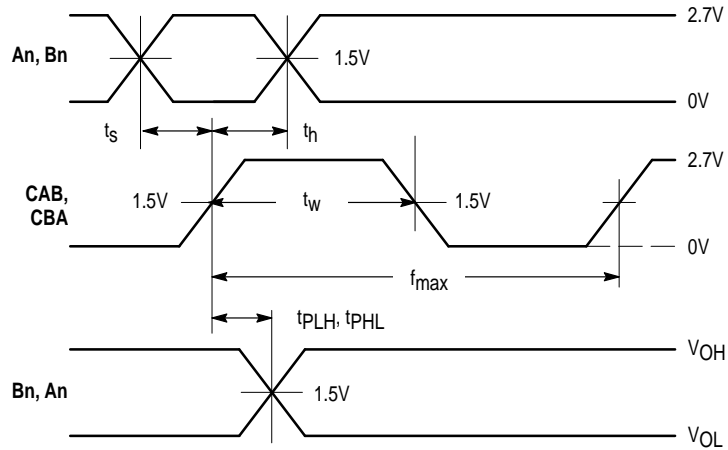 2.7V
An, Bn
1.5V
0V
ts
th
2.7V
CAB,
CBA
1.5V
tw
1.5V
0V
fmax
tPLH, tPHL
VOH
Bn, An
1.5V
VOL